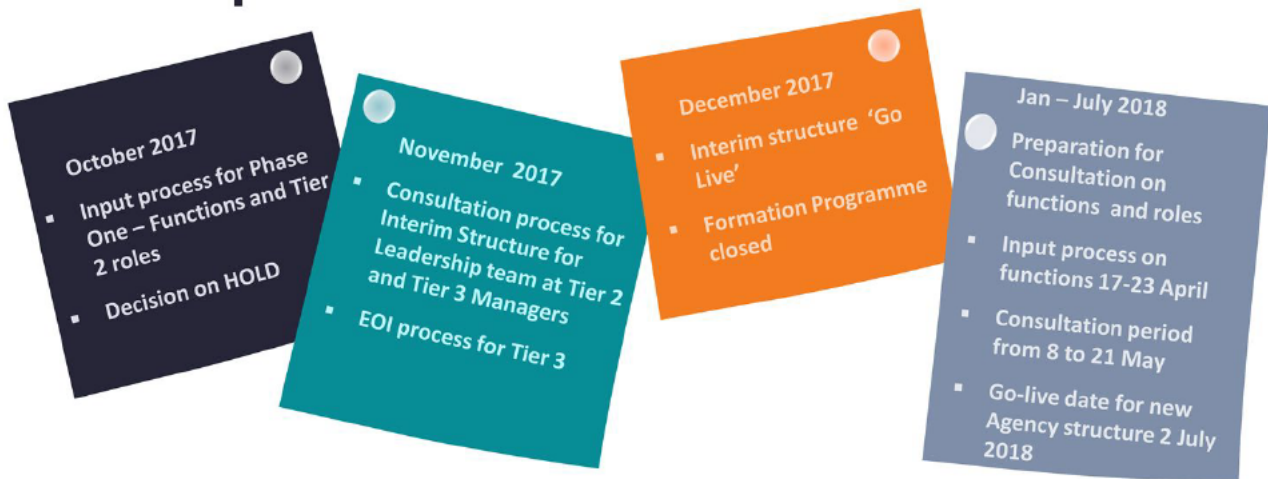 October 2017
▪ Input process for Phase
One – Functions and Tier
2 roles
▪ Decision on HOLD
November 2017
▪ Consultation process for
Interim Structure for
Leadership team at Tier 2
and Tier 3 Managers
▪ EOI process for Tier 3
December 2017
▪ Interim structure ‘Go
Live’
▪ Formation Programme
closed
Jan – July 2018
▪ Preparation for
Consultation on
functions and roles
▪ Input process on
functions 17-23 April
▪ Consultation period
from 8 to 21 May
▪ Go-live date for new
Agency structure 2 July
2018